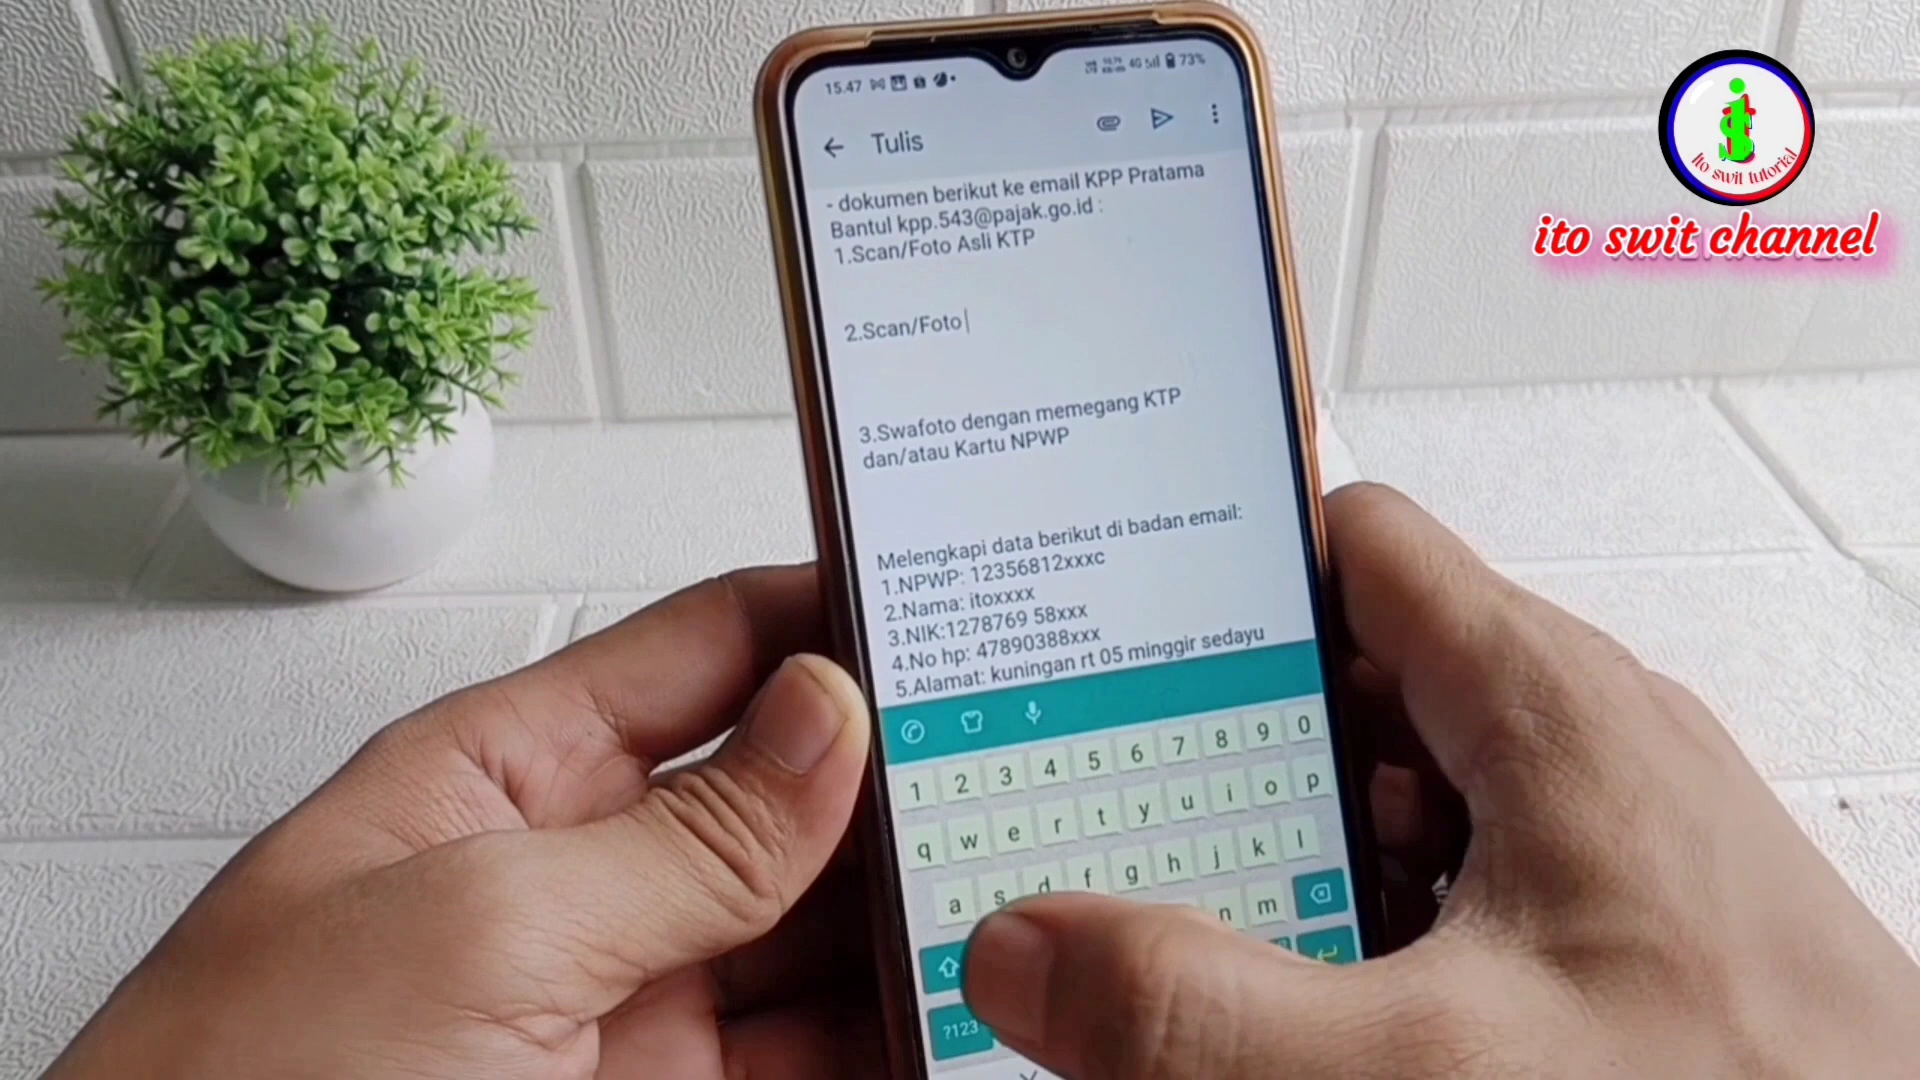 15.47
4G 73%
Tulis
- dokumen berikut ke email KPP Pratama
Bantul kpp.543@pajak.go.id :
1.Scan/Foto Asli KTP
2.Scan/Foto
3.Swafoto dengan memegang KTP
dan/atau Kartu NPWP
Melengkapi data berikut di badan email:
1.NPWP: 12356812xxxc
2.Nama: itoxxxx
3.NIK:1278769 58xxx
4.No hp: 47890388xxx
5.Alamat: kuningan rt 05 minggir sedayu
1 2 3 4 5 6 7 8 9 0
q w e r t y u i o p
a s d f g h j k l
n m
?123
ito swit tutorial
ito swit channel